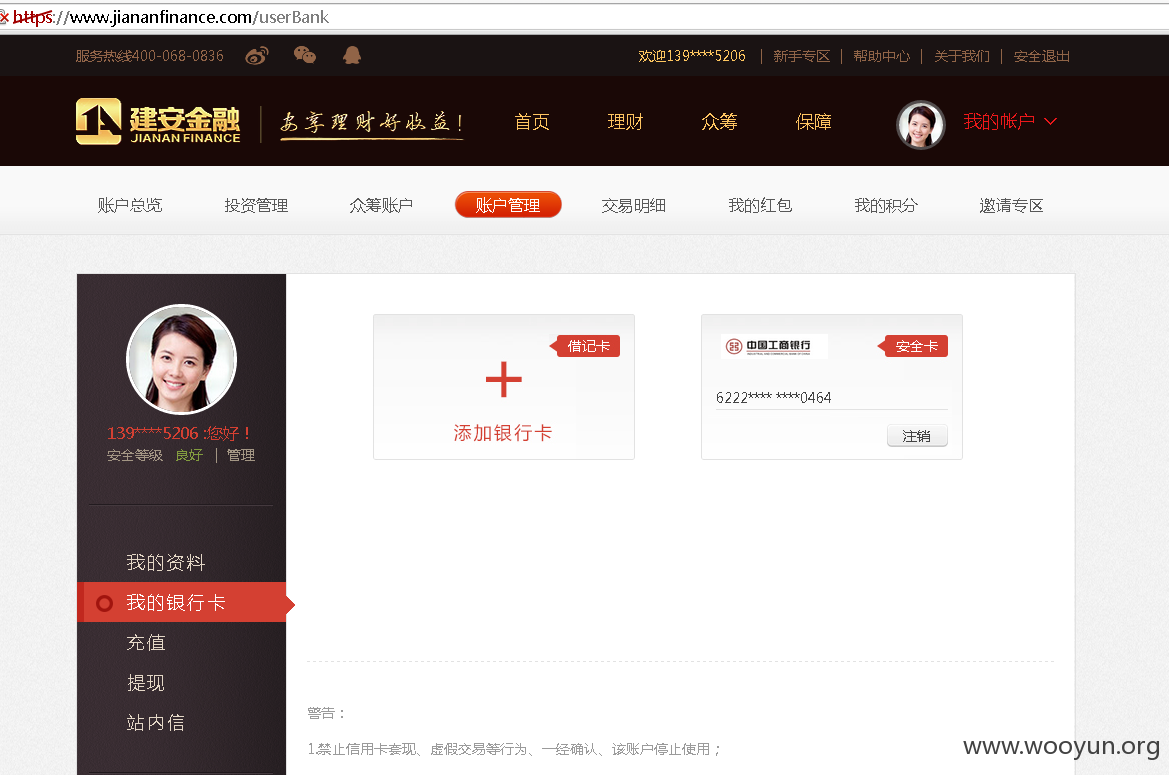 https://www.jiananfinance.com/userBank
服务热线400-068-0836 欢迎139****5206 | 新手专区 | 帮助中心 | 关于我们 | 安全退出
建安金融 JIANAN FINANCE 安享理财好收益! 首页 理财 众筹 保障 我的帐户
账户总览 投资管理 众筹账户 账户管理 交易明细 我的红包 我的积分 邀请专区
139****5206 :您好！
安全等级 良好 | 管理
我的资料
我的银行卡
充值
提现
站内信
借记卡
添加银行卡
中国工商银行 安全卡
6222**** ****0464
注销
警告：
1.禁止信用卡套现、虚假交易等行为、一经确认、该账户停止使用；
www.wooyun.org